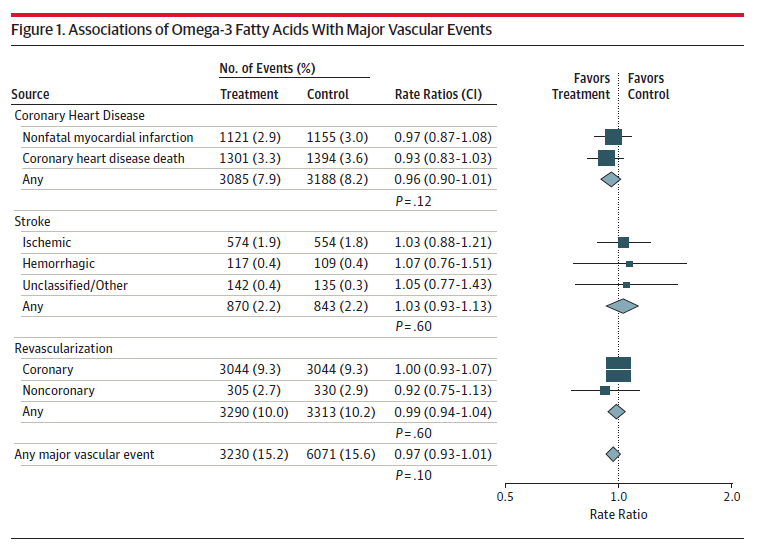 Figure 1. Associations of Omega-3 Fatty Acids With Major Vascular Events
No. of Events (%)
Favors Treatment Favors Control
Source Treatment Control Rate Ratios (CI)
Coronary Heart Disease
Nonfatal myocardial infarction 1121 (2.9) 1155 (3.0) 0.97 (0.87-1.08)
Coronary heart disease death 1301 (3.3) 1394 (3.6) 0.93 (0.83-1.03)
Any 3085 (7.9) 3188 (8.2) 0.96 (0.90-1.01)
P=.12
Stroke
Ischemic 574 (1.9) 554 (1.8) 1.03 (0.88-1.21)
Hemorrhagic 117 (0.4) 109 (0.4) 1.07 (0.76-1.51)
Unclassified/Other 142 (0.4) 135 (0.3) 1.05 (0.77-1.43)
Any 870 (2.2) 843 (2.2) 1.03 (0.93-1.13)
P=.60
Revascularization
Coronary 3044 (9.3) 3044 (9.3) 1.00 (0.93-1.07)
Noncoronary 305 (2.7) 330 (2.9) 0.92 (0.75-1.13)
Any 3290 (10.0) 3313 (10.2) 0.99 (0.94-1.04)
P=.60
Any major vascular event 3230 (15.2) 6071 (15.6) 0.97 (0.93-1.01)
P=.10
0.5 1.0 2.0
Rate Ratio